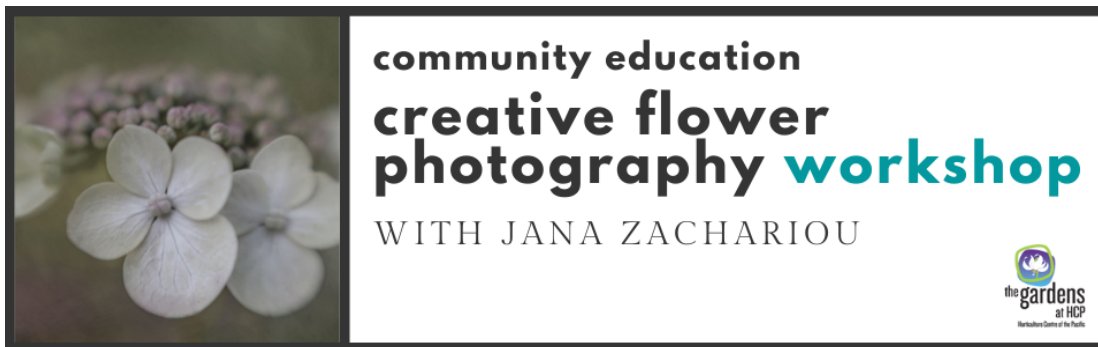 community education
creative flower
photography workshop
WITH JANA ZACHARIOU
the gardens
at HCP
Horticulture Centre of the Pacific